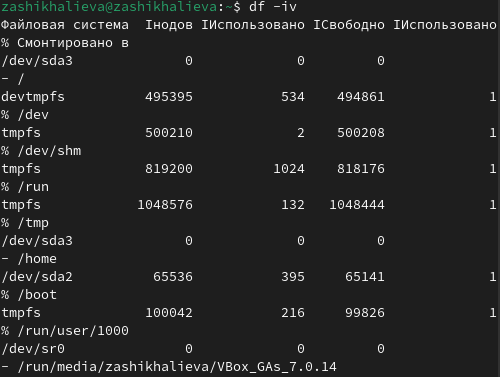 zashikhalieva@zashikhalieva:~$ df -iv
Файловая система  Iнодов IИспользовано IСвободно IИспользовано
% Смонтировано в
/dev/sda3 0 0 0
- /
devtmpfs 495395 534 494861 1
% /dev
tmpfs 500210 2 500208 1
% /dev/shm
tmpfs 819200 1024 818176 1
% /run
tmpfs 1048576 132 1048444 1
% /tmp
/dev/sda3 0 0 0
- /home
/dev/sda2 65536 395 65141 1
% /boot
tmpfs 100042 216 99826 1
% /run/user/1000
/dev/sr0 0 0 0
- /run/media/zashikhalieva/VBox_GAs_7.0.14